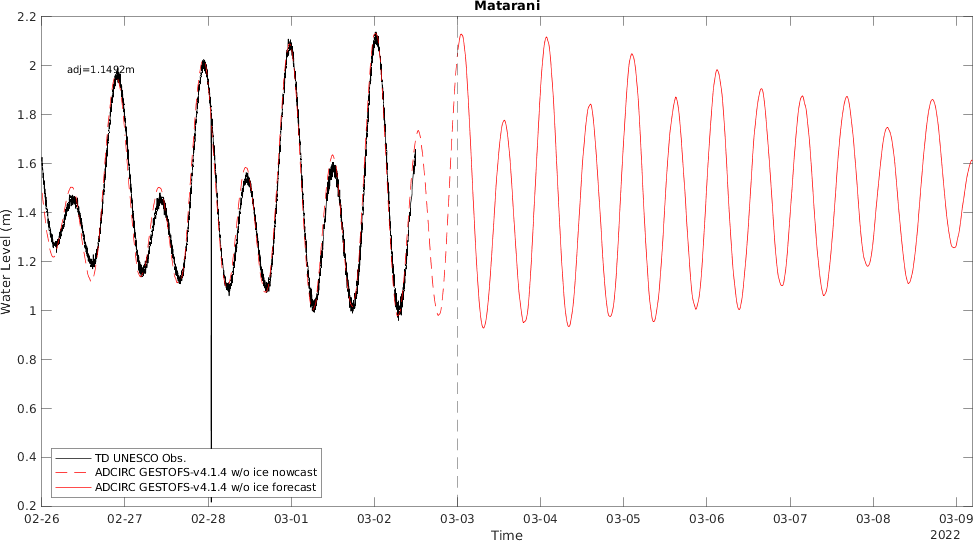 Matarani
2.2
2
1.8
1.6
1.4
1.2
1
0.8
0.6
0.4
0.2
Water Level (m)
adj=1.1492m
TD UNESCO Obs.
ADCIRC GESTOFS-v4.1.4 w/o ice nowcast
ADCIRC GESTOFS-v4.1.4 w/o ice forecast
02-26 02-27 02-28 03-01 03-02 03-03 03-04 03-05 03-06 03-07 03-08 03-09
Time
2022